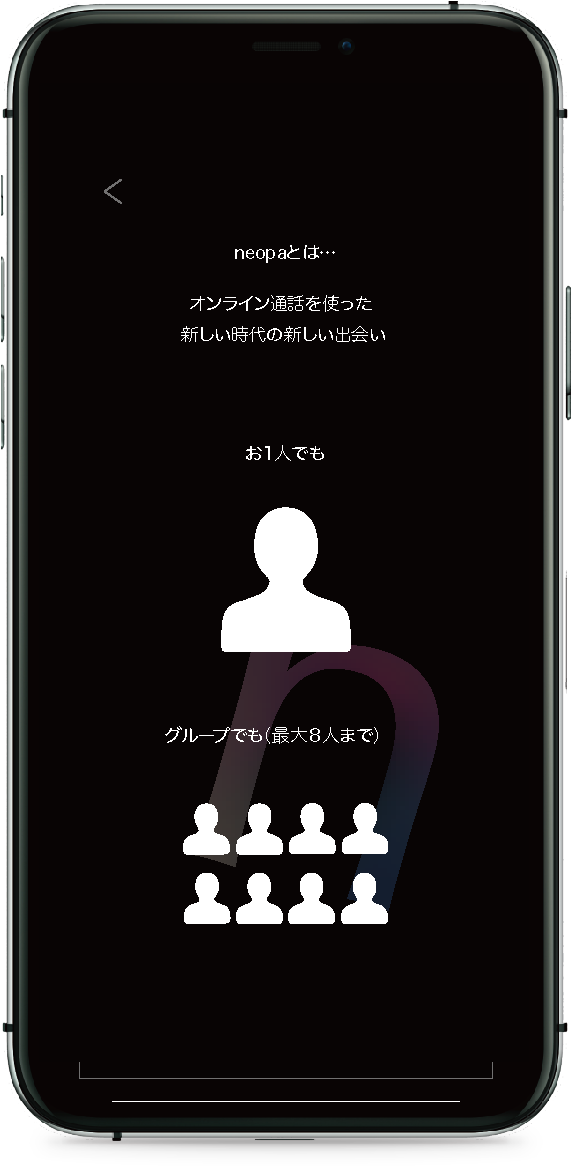 neopaとは…
オンライン通話を使った
新しい時代の新しい出会い
お1人でも
グループでも(最大8人まで)
n